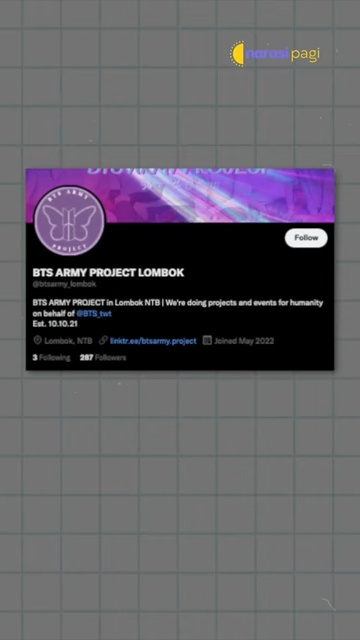 narasi pagi
BTS ARMY
PROJECT
Follow
BTS ARMY PROJECT LOMBOK
@btsarmy_lombok
BTS ARMY PROJECT in Lombok NTB | We're doing projects and events for humanity
on behalf of @BTS_twt
Est. 10.10.21
Lombok, NTB linktr.ee/btsarmy.project Joined May 2022
3 Following 287 Followers